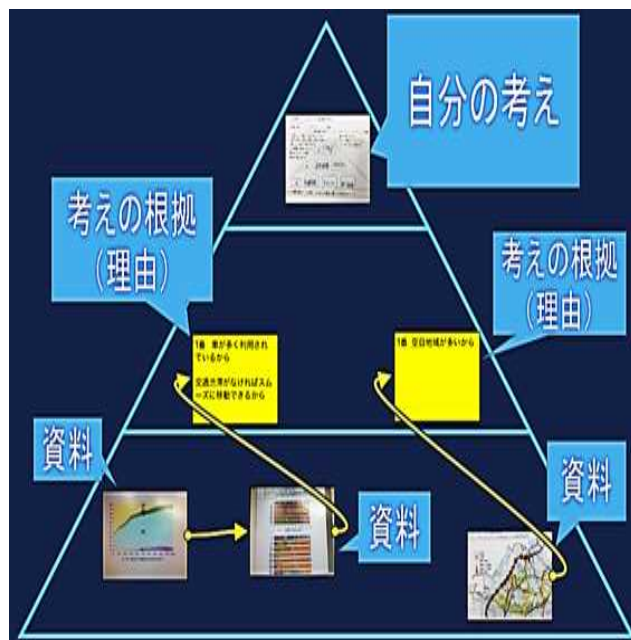 自分の考え
考えの根拠
(理由)
考えの根拠
(理由)
1番 車が多く利用され
ているから
交通渋滞がなければスム
ーズに移動できるから
1番 空白地域が多いから
資料
資料
資料